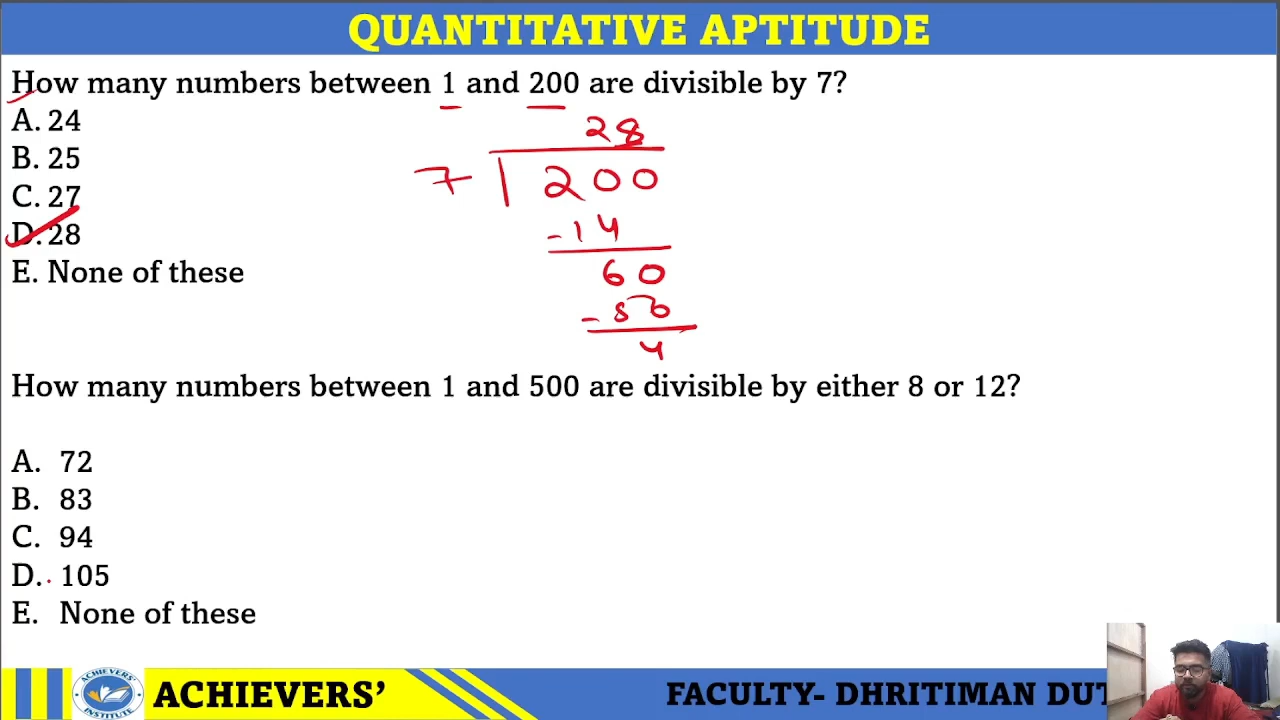 QUANTITATIVE APTITUDE
How many numbers between 1 and 200 are divisible by 7?
A. 24
B. 25
C. 27
D. 28
E. None of these
28
7 200
-14
60
-56
4
How many numbers between 1 and 500 are divisible by either 8 or 12?
A. 72
B. 83
C. 94
D. 105
E. None of these
ACHIEVERS' INSTITUTE
ACHIEVERS’
FACULTY- DHRITIMAN DUT